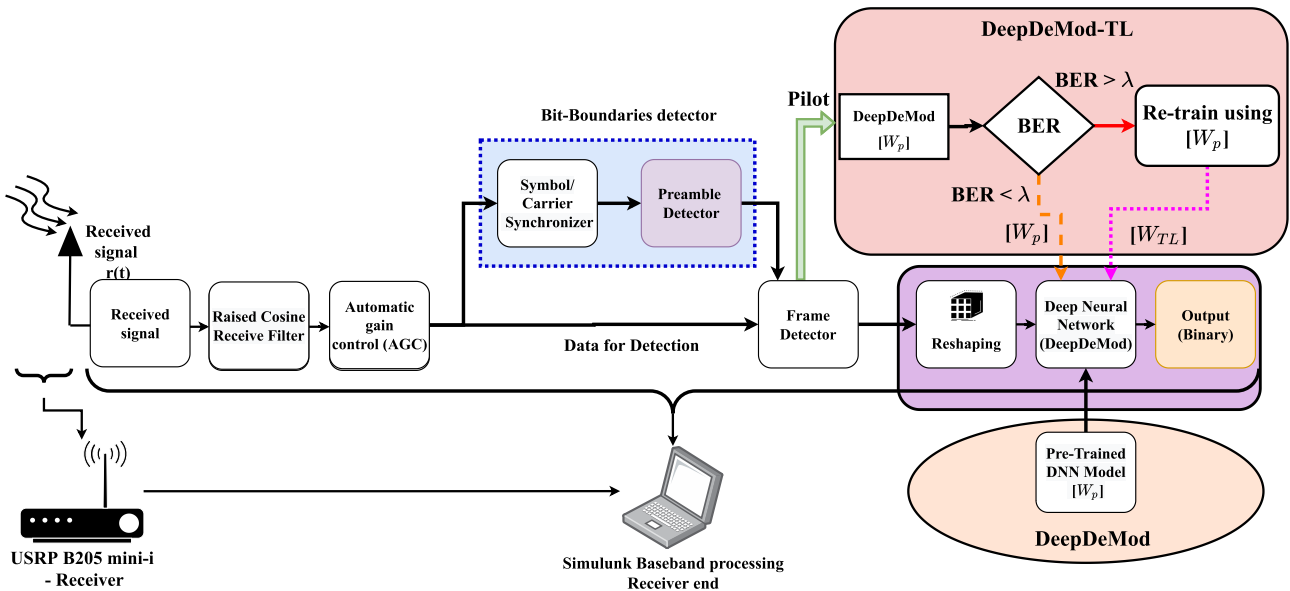 DeepDeMod-TL
BER > λ
Pilot
DeepDeMod
[W_p]
BER
Re-train using
[W_p]
BER < λ
[W_p]
[W_{TL}]
Bit-Boundaries detector
Symbol/
Carrier
Synchronizer
Preamble
Detector
Received
signal
r(t)
Received
signal
Raised Cosine
Receive Filter
Automatic
gain
control (AGC)
Data for Detection
Frame
Detector
Reshaping
Deep Neural
Network
(DeepDeMod)
Output
(Binary)
Pre-Trained
DNN Model
[W_p]
DeepDeMod
USRP B205 mini-i
- Receiver
Simulunk Baseband processing
Receiver end